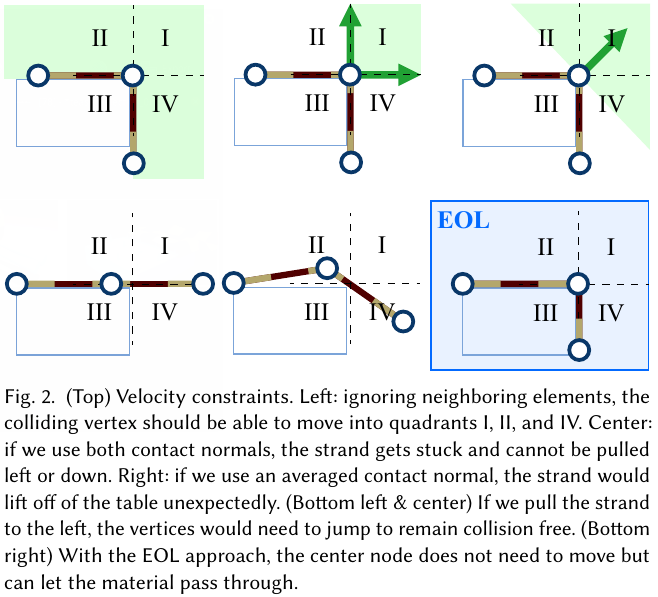 II I
III IV
II I
III IV
II I
III IV
II I
III IV
II I
III IV
EOL
II I
III IV
Fig. 2. (Top) Velocity constraints. Left: ignoring neighboring elements, the
colliding vertex should be able to move into quadrants I, II, and IV. Center:
if we use both contact normals, the strand gets stuck and cannot be pulled
left or down. Right: if we use an averaged contact normal, the strand would
lift off of the table unexpectedly. (Bottom left & center) If we pull the strand
to the left, the vertices would need to jump to remain collision free. (Bottom
right) With the EOL approach, the center node does not need to move but
can let the material pass through.